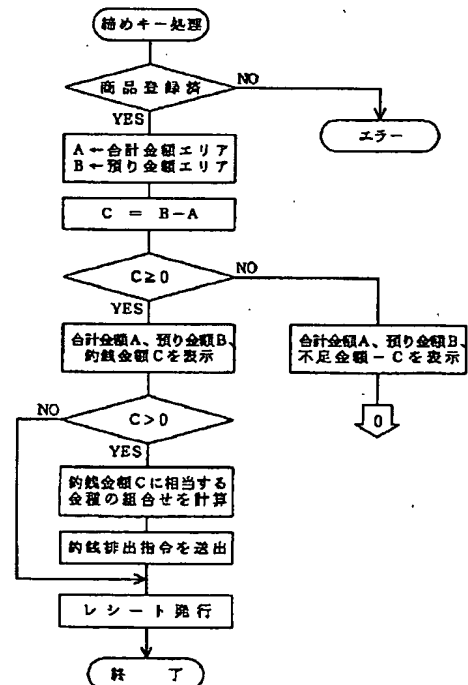 締めキー処理
商品登録済
NO
YES
エラー
A←合計金額エリア
B←預り金額エリア
C = B−A
C≧0
NO
YES
合計金額A、預り金額B、
釣銭金額Cを表示
合計金額A、預り金額B、
不足金額−Cを表示
0
C>0
NO
YES
釣銭金額Cに相当する
金種の組合せを計算
釣銭排出指令を送出
レシート発行
終 了